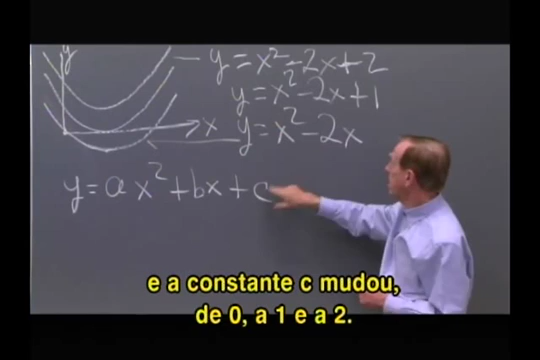 y
y = x² - 2x + 2
y = x² - 2x + 1
x
y = x² - 2x
y = ax² + bx + c
e a constante c mudou,
de 0, a 1 e a 2.